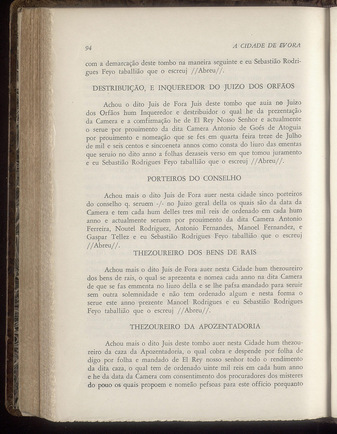 94
A CIDADE DE EVORA
com a demarcação deste tombo na maneira seguinte e eu Sebastião Rodri-
gues Feyo taballião que o escreuj //Abreu//.
DISTRIBUIÇÃO, E INQUEREDOR DO JUIZO DOS ORFÃOS
Achou o dito Juis de Fora Juis deste tombo que auia no Juizo
dos Orfãos hum Inqueredor e distribuidor o qual he da prezentação
da Camera e a confirmação he de El Rey Nosso Senhor e actualmente
o serue por prouimento da dita Camera Antonio de Goés de Atoguia
por prouimento e nomeação que se fes em quarta feira treze de Julho
de mil e seis centos e sincoenta annos como consta do liuro das ementas
que seruio no dito anno a folhas dezaseis verso em que tomou juramento
e eu Sebastião Rodrigues Feyo taballião que o escreuj //Abreu//.
PORTEIROS DO CONSELHO
Achou mais o dito Juis de Fora auer nesta cidade sinco porteiros
do conselho q. seruem -/- no Juizo geral della os quais são da data da
Camera e tem cada hum delles tres mil reis de ordenado em cada hum
anno e actualmente seruem por prouimento da dita Camera Antonio
Ferreira, Noutel Rodriguez, Antonio Fernandes, Manoel Fernandes, e
Gaspar Tellez e eu Sebastião Rodrigues Feyo taballião que o escreuj
//Abreu//.
THEZOUREIRO DOS BENS DE RAIS
Achou mais o dito Juis de Fora auer nesta Cidade hum thezoureiro
dos bens de rais, o qual se aprezenta e nomea cada anno na dita Camera
de que se fas emmenta no liuro della e se lhe pafsa mandado para seruir
sem outra solemnidade e não tem ordenado algum e nesta forma o
serue este anno prezente Manoel Rodrigues e eu Sebastião Rodrigues
Feyo taballião que o escreuj //Abreu//.
THEZOUREIRO DA APOZENTADORIA
Achou mais o dito Juis deste tombo auer nesta Cidade hum thezou-
reiro da caza da Apozentadoria, o qual cobra e despende por folha de
digo por folha e mandado de El Rey nosso senhor todo o rendimento
da dita caza, o qual tem de ordenado uinte mil reis em cada hum anno
e he da data da Camera com consentimento dos procuradores dos misteres
do pouo os quais propoem e nomeão pefsoas para este officio porquanto